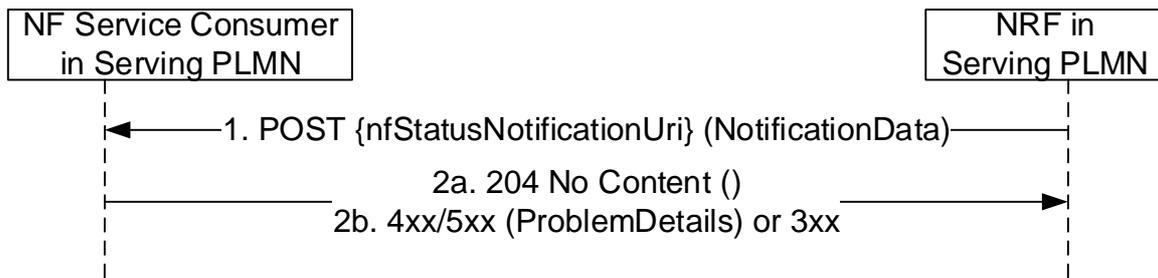 NF Service Consumer
in Serving PLMN
NRF in
Serving PLMN
1. POST {nfStatusNotificationUri} (NotificationData)
2a. 204 No Content ()
2b. 4xx/5xx (ProblemDetails) or 3xx